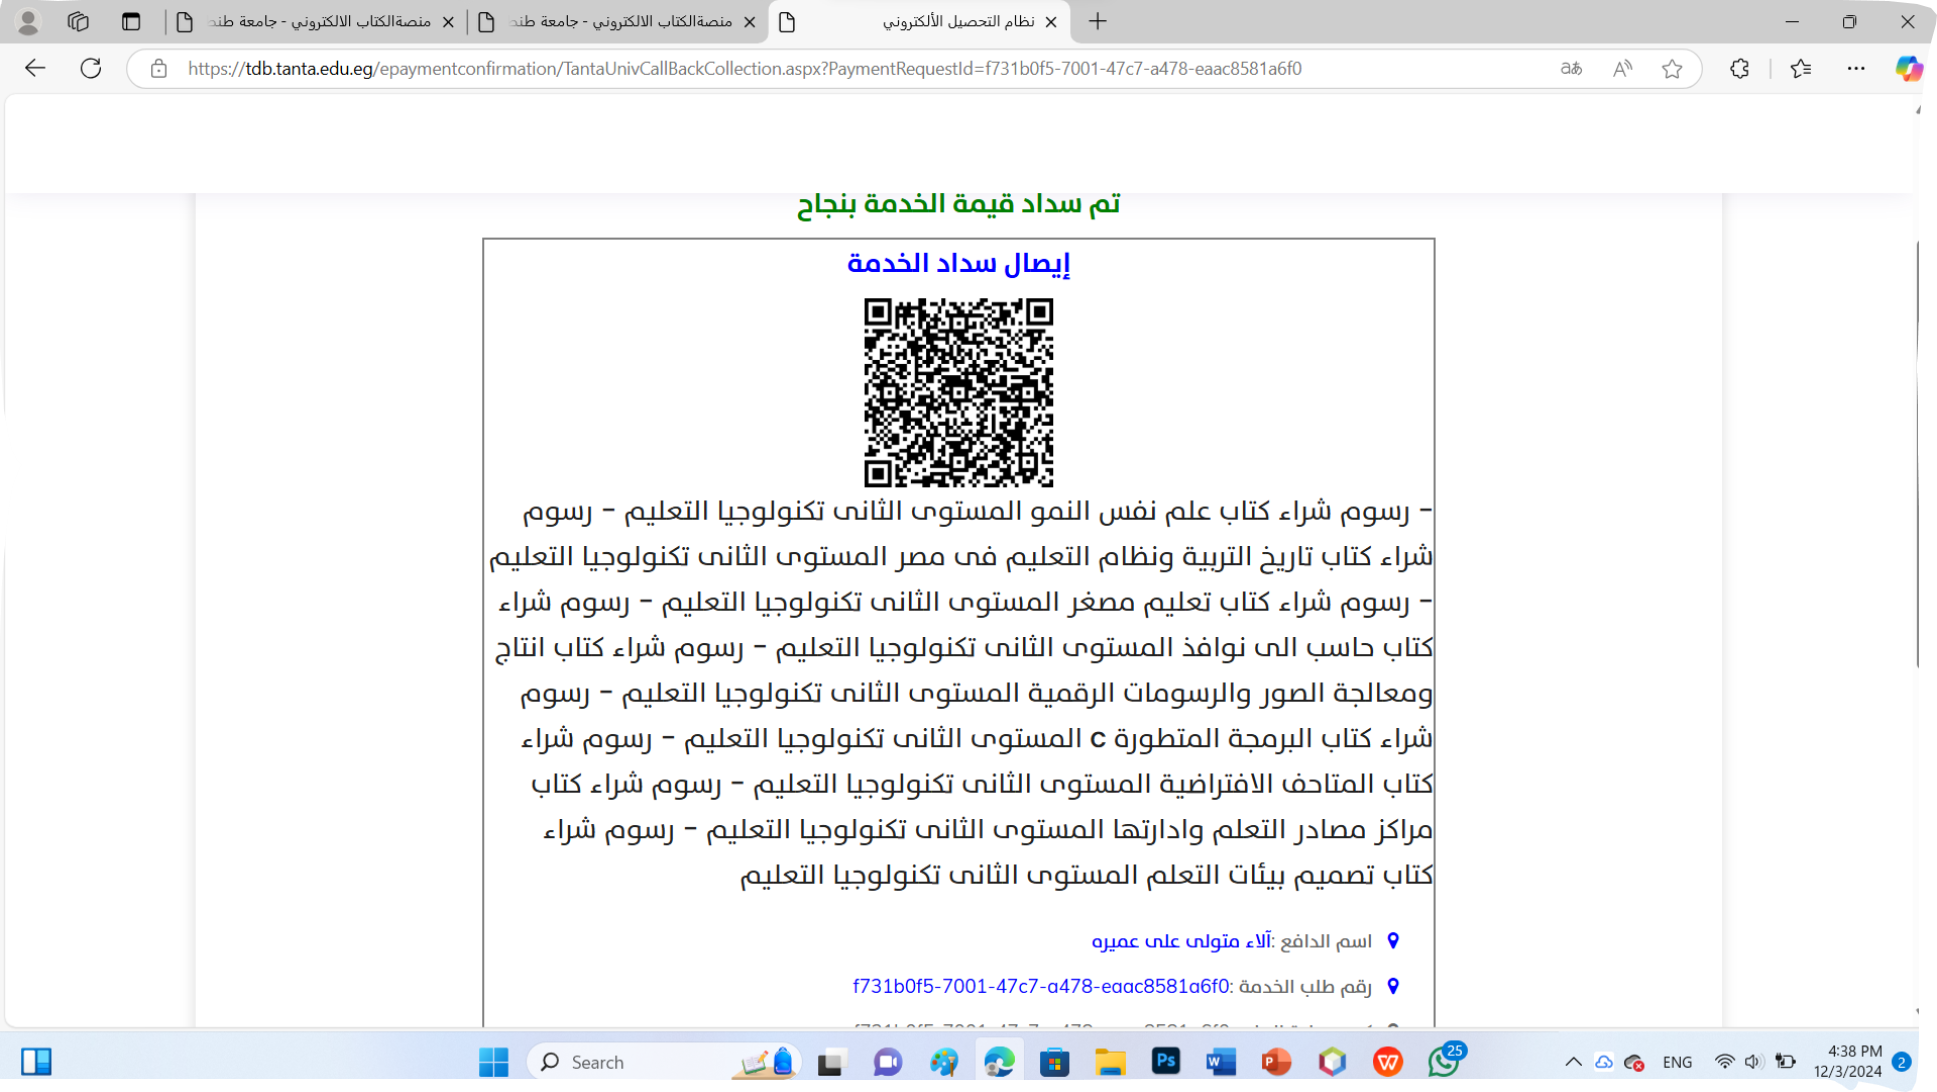 منصةالكتاب الالكتروني - جامعة طنط
منصةالكتاب الالكتروني - جامعة طنط
نظام التحصيل الألكتروني
https://tdb.tanta.edu.eg/epaymentconfirmation/TantaUnivCallBackCollection.aspx?PaymentRequestId=f731b0f5-7001-47c7-a478-eaac8581a6f0
تم سداد قيمة الخدمة بنجاح
إيصال سداد الخدمة
- رسوم شراء كتاب علم نفس النمو المستوى الثانى تكنولوجيا التعليم - رسوم
شراء كتاب تاريخ التربية ونظام التعليم فى مصر المستوى الثانى تكنولوجيا التعليم
- رسوم شراء كتاب تعليم مصغر المستوى الثانى تكنولوجيا التعليم - رسوم شراء
كتاب حاسب الى نوافذ المستوى الثانى تكنولوجيا التعليم - رسوم شراء كتاب انتاج
ومعالجة الصور والرسومات الرقمية المستوى الثانى تكنولوجيا التعليم - رسوم
شراء كتاب البرمجة المتطورة C المستوى الثانى تكنولوجيا التعليم - رسوم شراء
كتاب المتاحف الافتراضية المستوى الثانى تكنولوجيا التعليم - رسوم شراء كتاب
مراكز مصادر التعلم وادارتها المستوى الثانى تكنولوجيا التعليم - رسوم شراء
كتاب تصميم بيئات التعلم المستوى الثانى تكنولوجيا التعليم
اسم الدافع :آلاء متولى على عميره
رقم طلب الخدمة :f731b0f5-7001-47c7-a478-eaac8581a6f0
Search
25
ENG
4:38 PM
12/3/2024
2